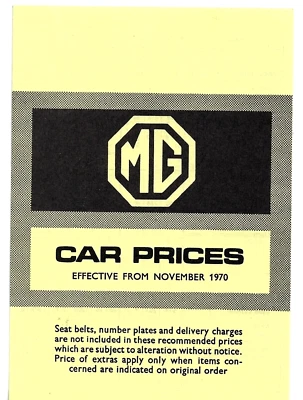 MG
CAR PRICES
EFFECTIVE FROM NOVEMBER 1970
Seat belts, number plates and delivery charges
are not included in these recommended prices
which are subject to alteration without notice.
Price of extras apply only when items con-
cerned are indicated on original order